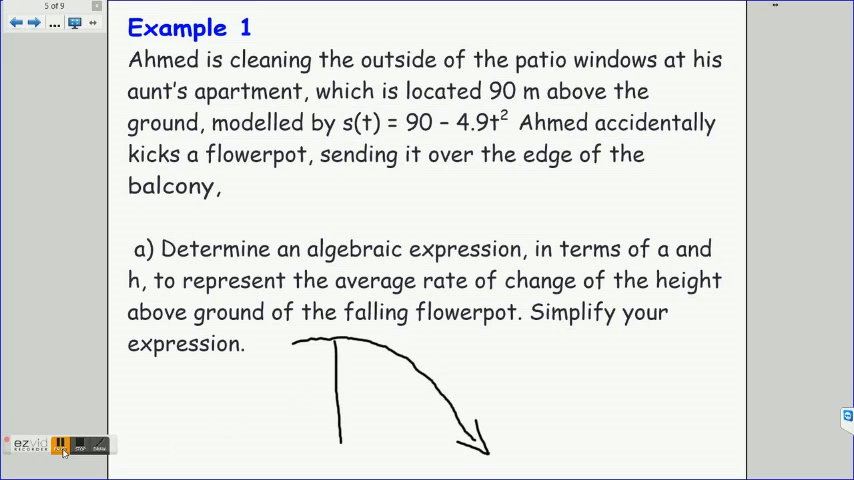 5 of 9
...
Example 1
Ahmed is cleaning the outside of the patio windows at his
aunt's apartment, which is located 90 m above the
ground, modelled by s(t) = 90 – 4.9t² Ahmed accidentally
kicks a flowerpot, sending it over the edge of the
balcony,
a) Determine an algebraic expression, in terms of a and
h, to represent the average rate of change of the height
above ground of the falling flowerpot. Simplify your
expression.
ezvid
RECORDER
STOP
DRAW